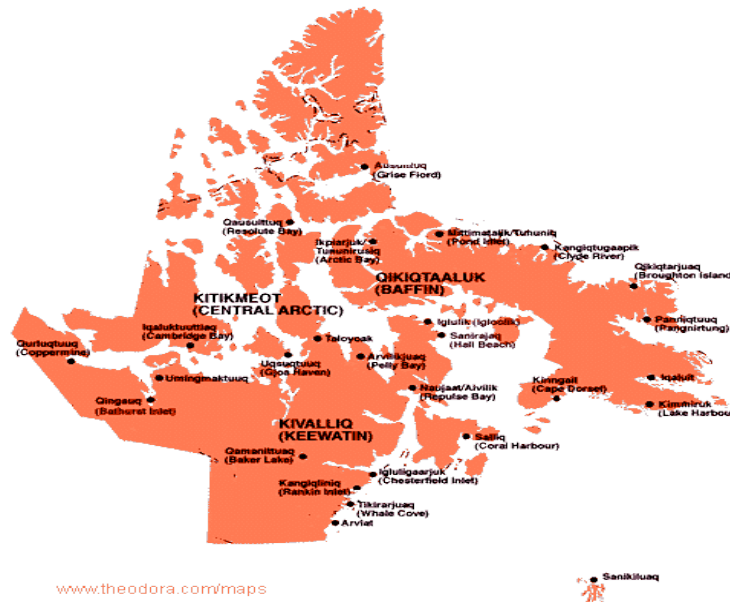 Ausuittuq
(Grise Fiord)
Qausuittuq
(Resolute Bay)
Ikpiarjuk/
Tununirusiq
(Arctic Bay)
Mittimatalik/Tuhuniq
(Pond Inlet)
Kangiqtugaapik
(Clyde River)
Qikiqtarjuaq
(Broughton Island
QIKIQTAALUK
(BAFFIN)
KITIKMEOT
(CENTRAL ARCTIC)
Iglulik (Igloolik)
Panniqtuuq
(Pangnirtung)
Iqaluktuuttiaq
(Cambridge Bay)
Taloyoak
Sanirajaq
(Hall Beach)
Qurluqtuuq
(Coppermine)
Uqsuqtuuq
(Gjoa Haven)
Arvilikjuaq
(Pelly Bay)
Umingmaktuuq
Iqaluit
Naujaat/Aivilik
(Repulse Bay)
Kinngait
(Cape Dorset)
Qingauq
(Bathurst Inlet)
Kimmiruk
(Lake Harbour
KIVALLIQ
(KEEWATIN)
Salliq
(Coral Harbour)
Qamanittuaq
(Baker Lake)
Igluligaarjuk
(Chesterfield Inlet)
Kangiqliniq
(Rankin Inlet)
Tikirarjuaq
(Whale Cove)
Arviat
Sanikiluaq
www.theodora.com/maps